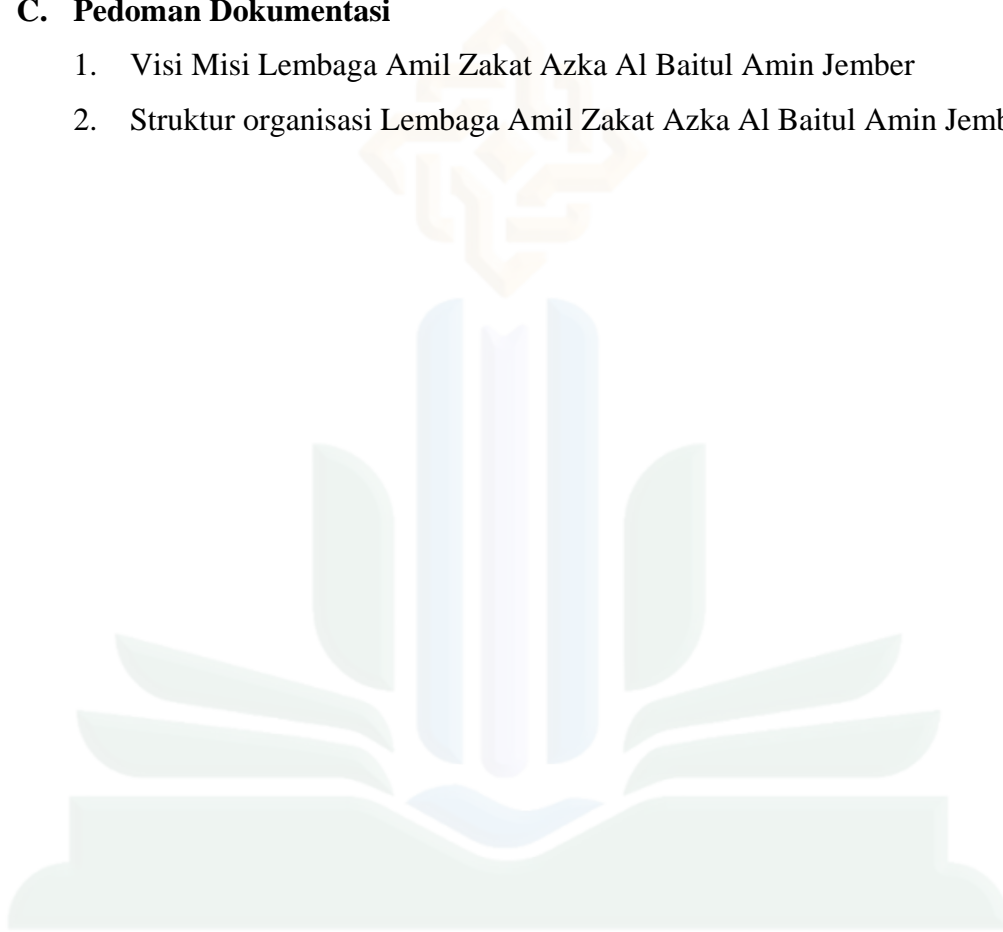 C. Pedoman Dokumentasi
1. Visi Misi Lembaga Amil Zakat Azka Al Baitul Amin Jember
2. Struktur organisasi Lembaga Amil Zakat Azka Al Baitul Amin Jemb